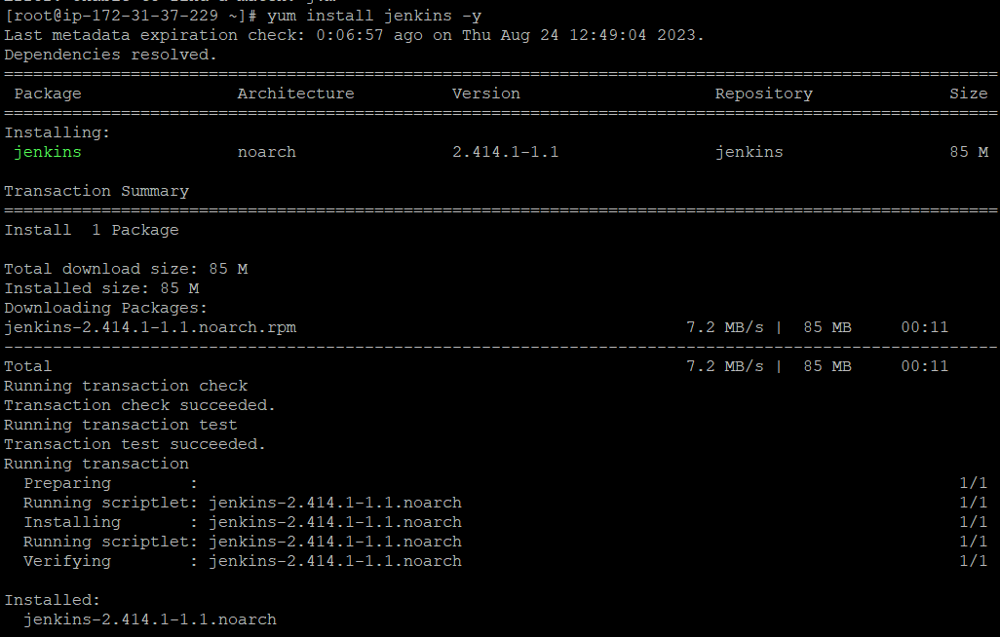 [root@ip-172-31-37-229 ~]# yum install jenkins -y
Last metadata expiration check: 0:06:57 ago on Thu Aug 24 12:49:04 2023.
Dependencies resolved.
================================================================================
Package Architecture Version Repository Size
================================================================================
Installing:
jenkins noarch 2.414.1-1.1 jenkins 85 M
Transaction Summary
================================================================================
Install 1 Package
Total download size: 85 M
Installed size: 85 M
Downloading Packages:
jenkins-2.414.1-1.1.noarch.rpm 7.2 MB/s | 85 MB 00:11
--------------------------------------------------------------------------------
Total 7.2 MB/s | 85 MB 00:11
Running transaction check
Transaction check succeeded.
Running transaction test
Transaction test succeeded.
Running transaction
Preparing : 1/1
Running scriptlet: jenkins-2.414.1-1.1.noarch 1/1
Installing : jenkins-2.414.1-1.1.noarch 1/1
Running scriptlet: jenkins-2.414.1-1.1.noarch 1/1
Verifying : jenkins-2.414.1-1.1.noarch 1/1
Installed:
jenkins-2.414.1-1.1.noarch